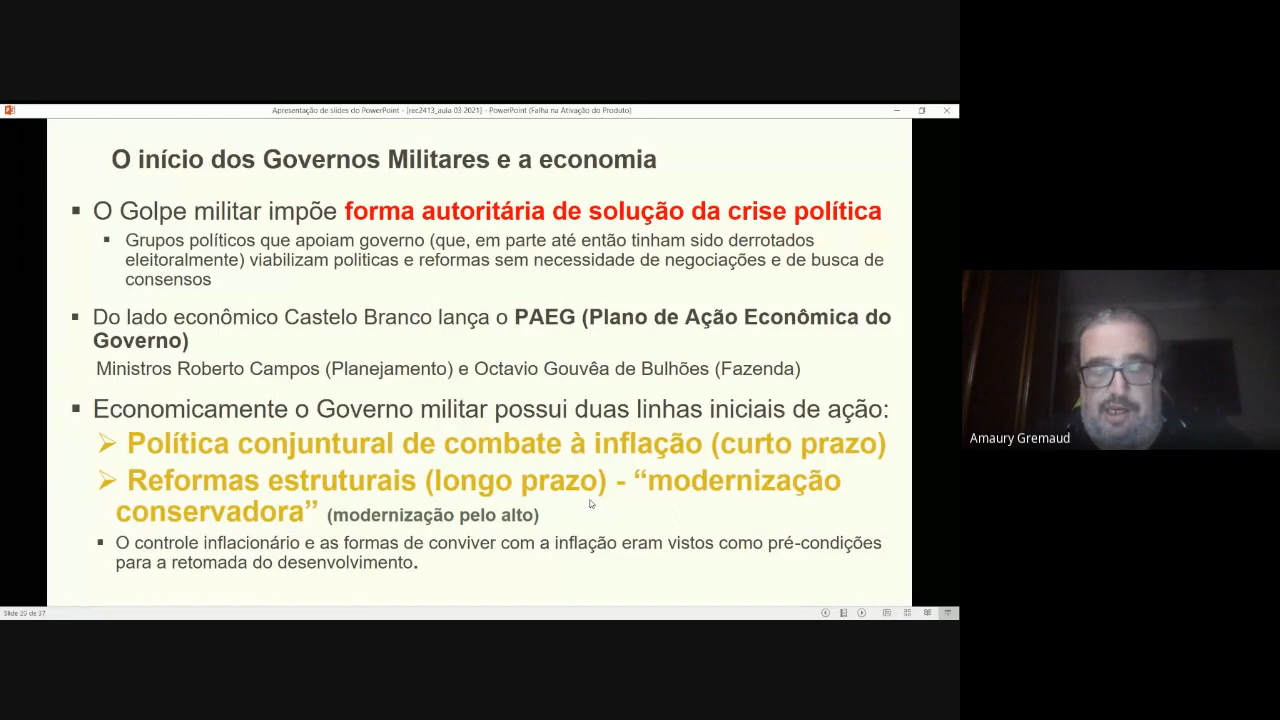 Apresentação de slides do PowerPoint - [rec2413_aula 03 2021] - PowerPoint (Falha na Ativação do Produto)
O início dos Governos Militares e a economia
▪ O Golpe militar impõe forma autoritária de solução da crise política
▪ Grupos políticos que apoiam governo (que, em parte até então tinham sido derrotados
eleitoralmente) viabilizam politicas e reformas sem necessidade de negociações e de busca de
consensos
▪ Do lado econômico Castelo Branco lança o PAEG (Plano de Ação Econômica do
Governo)
Ministros Roberto Campos (Planejamento) e Octavio Gouvêa de Bulhões (Fazenda)
▪ Economicamente o Governo militar possui duas linhas iniciais de ação:
➢ Política conjuntural de combate à inflação (curto prazo)
➢ Reformas estruturais (longo prazo) - “modernização
conservadora” (modernização pelo alto)
▪ O controle inflacionário e as formas de conviver com a inflação eram vistos como pré-condições
para a retomada do desenvolvimento.
Slide 20 de 37
Amaury Gremaud